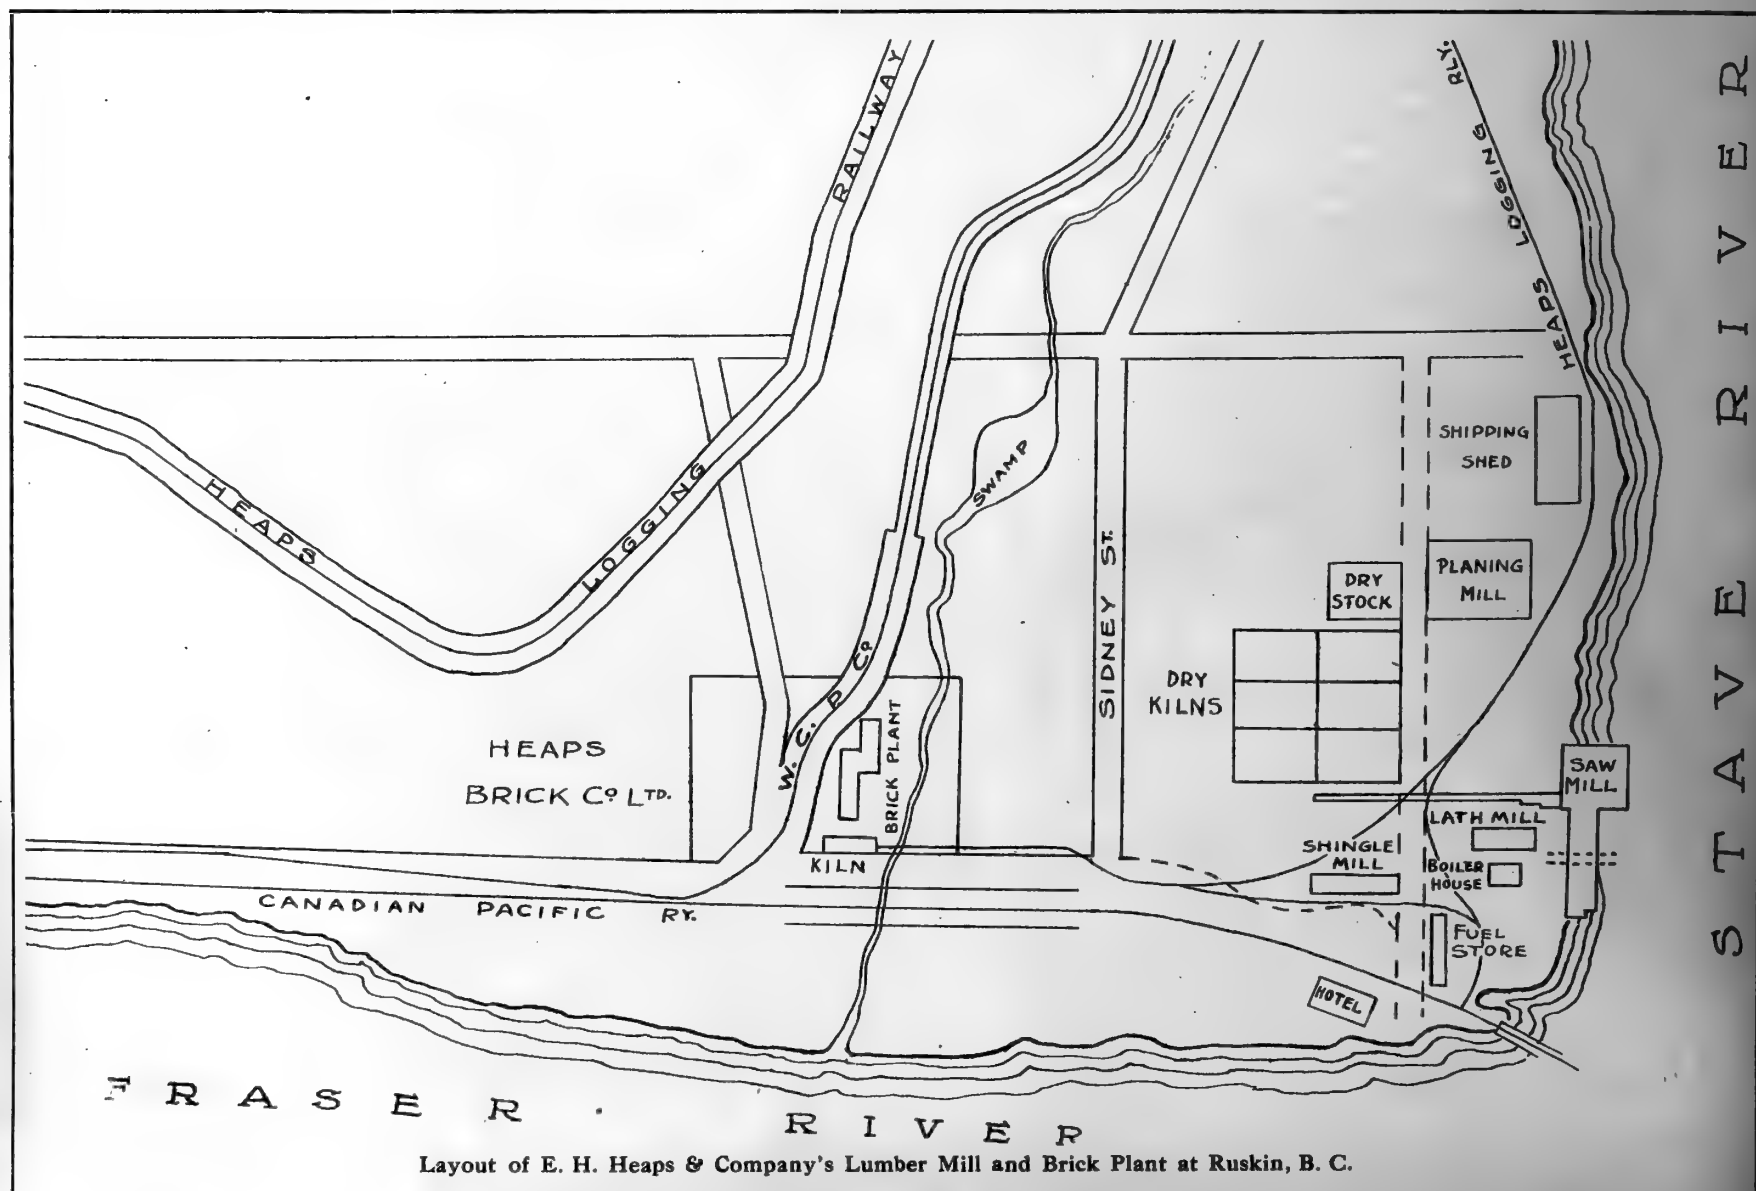 HEAPS LOGGING RAILWAY
HEAPS LOGGING RLY.
STAVE RIVER
SWAMP
SIDNEY ST.
SHIPPING
SHED
PLANING
MILL
DRY
STOCK
DRY
KILNS
W. C. P. Co.
HEAPS
BRICK Co LTD.
BRICK PLANT
KILN
SAW
MILL
LATH MILL
SHINGLE
MILL
BOILER
HOUSE
FUEL
STORE
HOTEL
CANADIAN PACIFIC RY.
FRASER RIVER
Layout of E. H. Heaps & Company's Lumber Mill and Brick Plant at Ruskin, B. C.